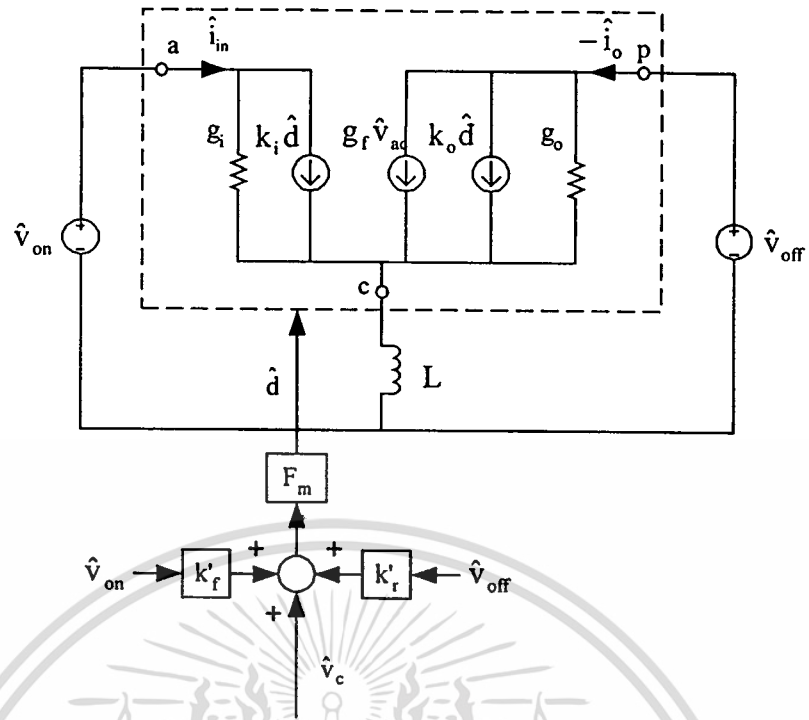 a
î_in
−î_o
p
g_i
k_i d̂
g_f v̂_ac
k_o d̂
g_o
v̂_on
+
-
+
-
v̂_off
c
L
d̂
F_m
v̂_on
k'_f
+
+
k'_r
v̂_off
+
v̂_c